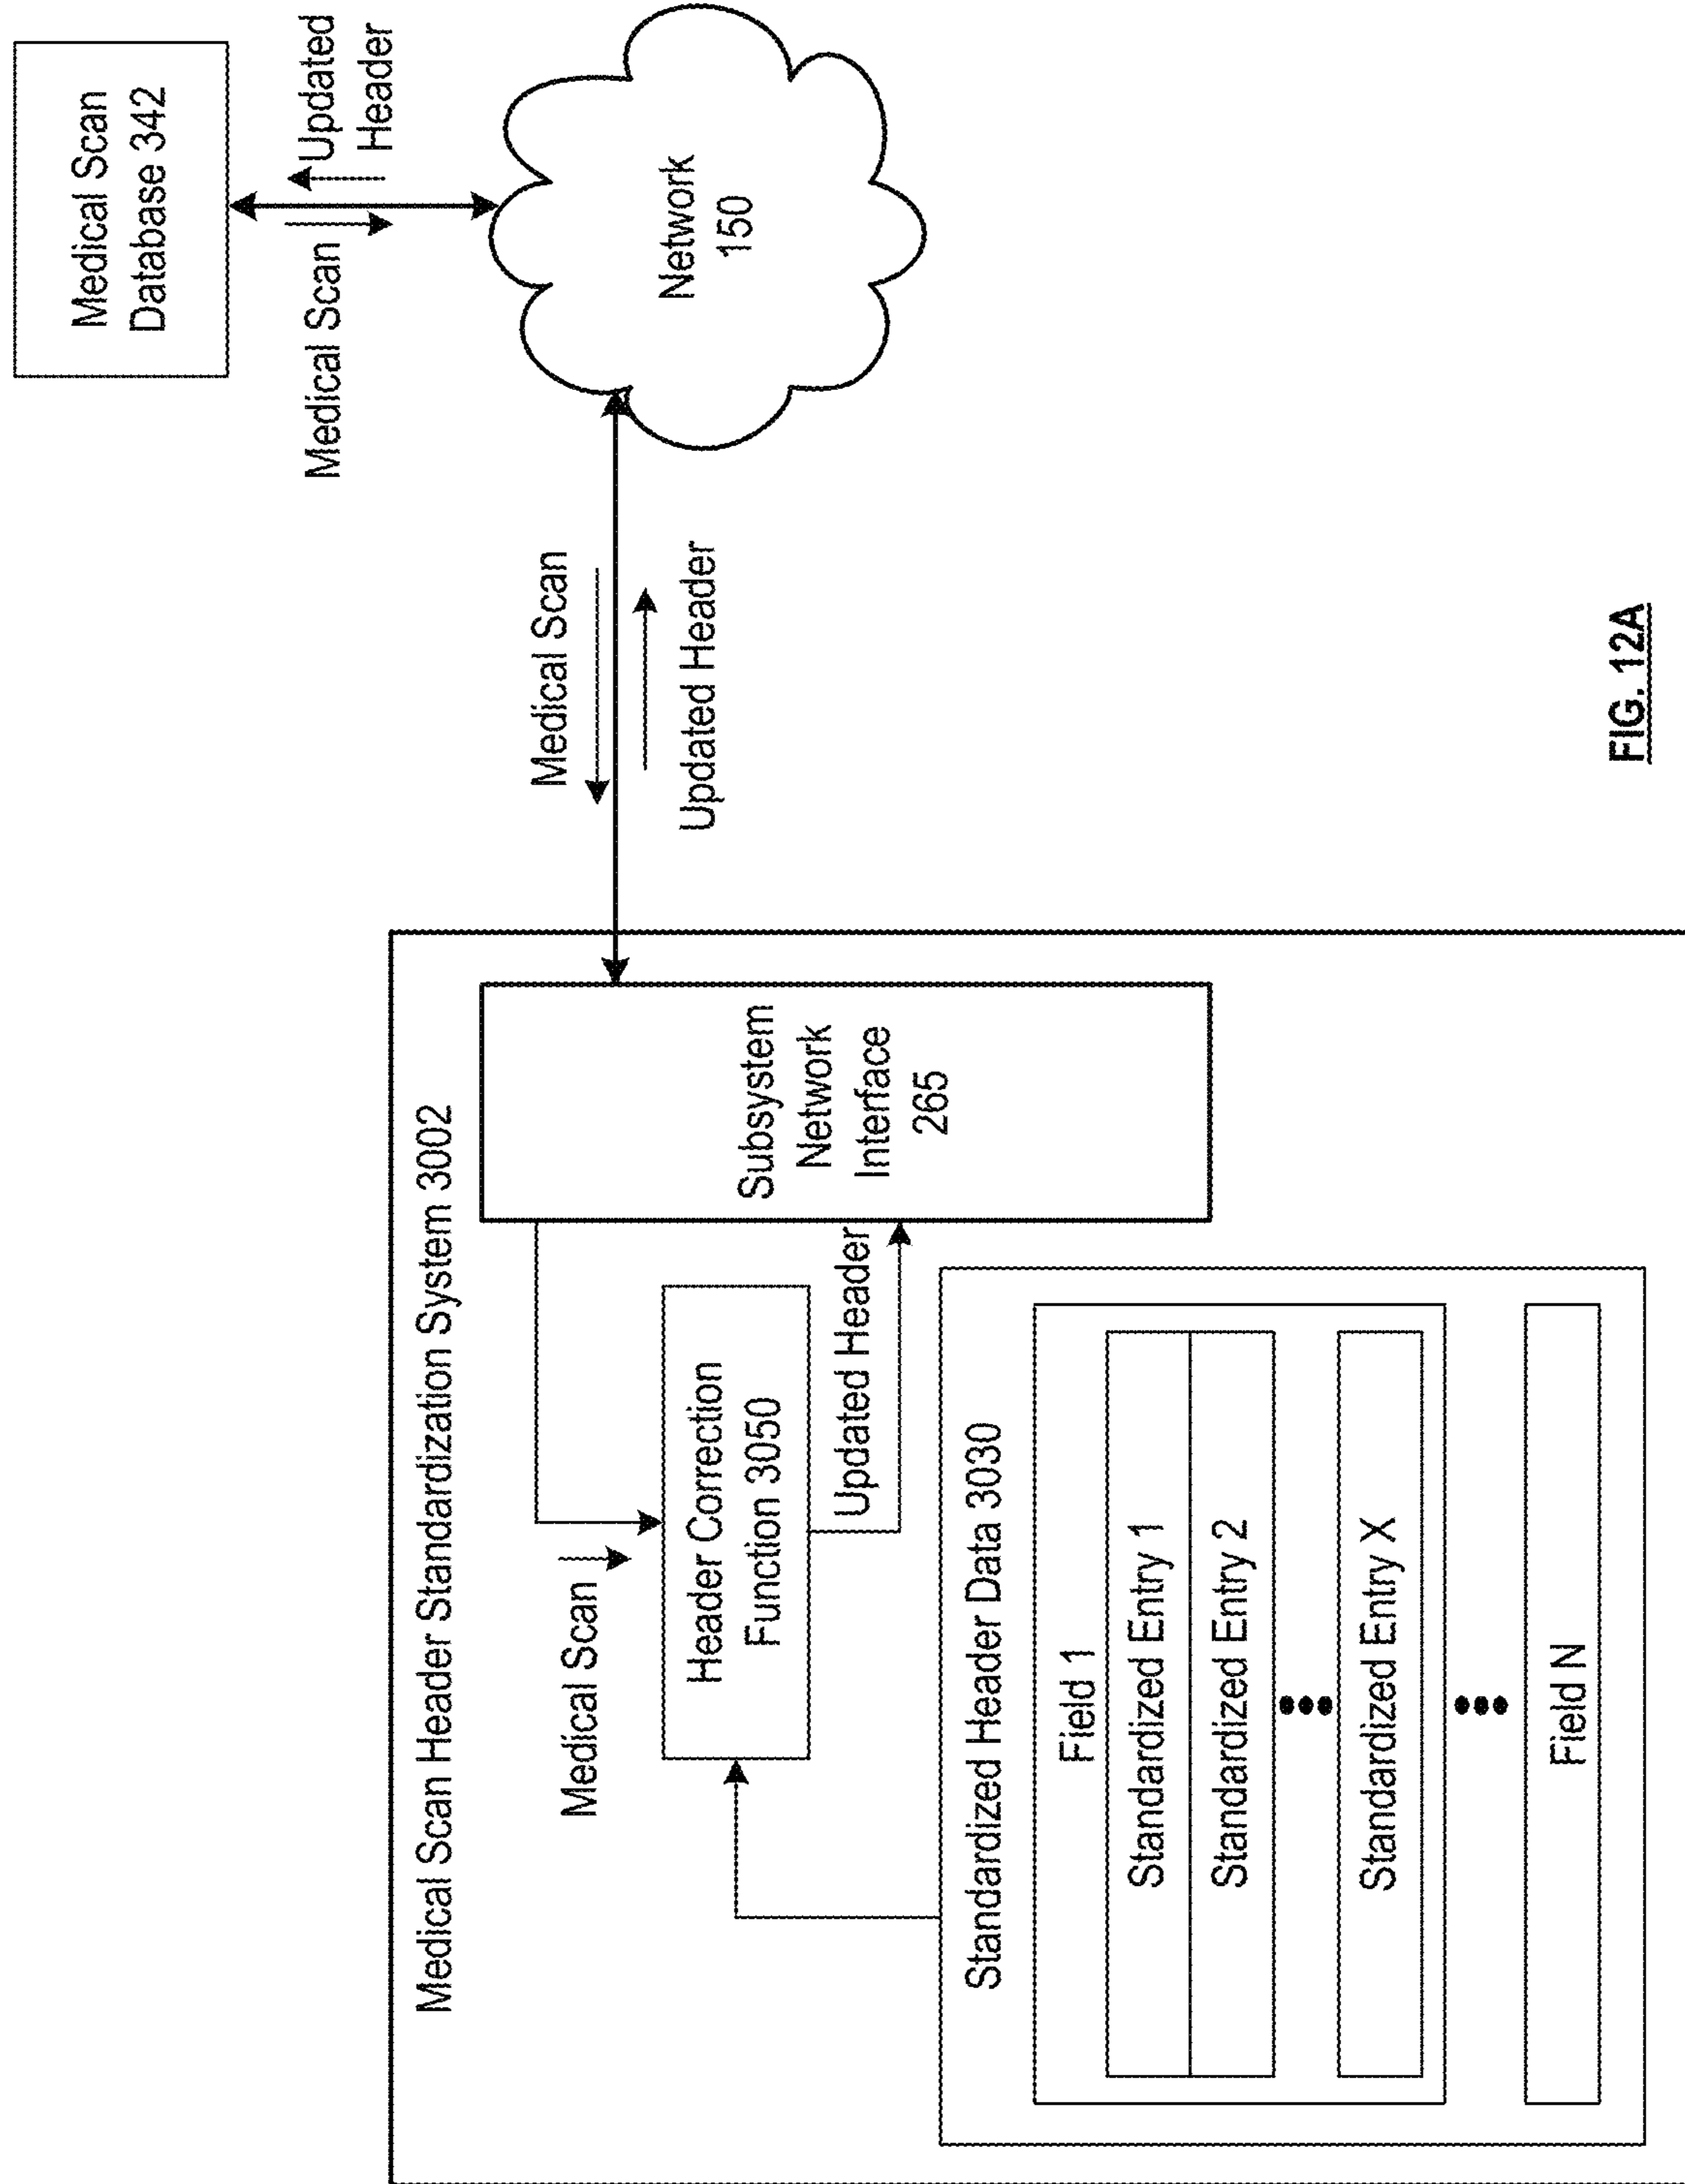 Medical Scan Header Standardization System 3002
Medical Scan
Header Correction
Function 3050
Updated Header
Subsystem
Network
Interface
265
Standardized Header Data 3030
Field 1
Standardized Entry 1
Standardized Entry 2
Standardized Entry X
Field N
Medical Scan
Updated Header
Medical Scan
Database 342
Medical Scan
Updated
Header
Network
150
FIG. 12A